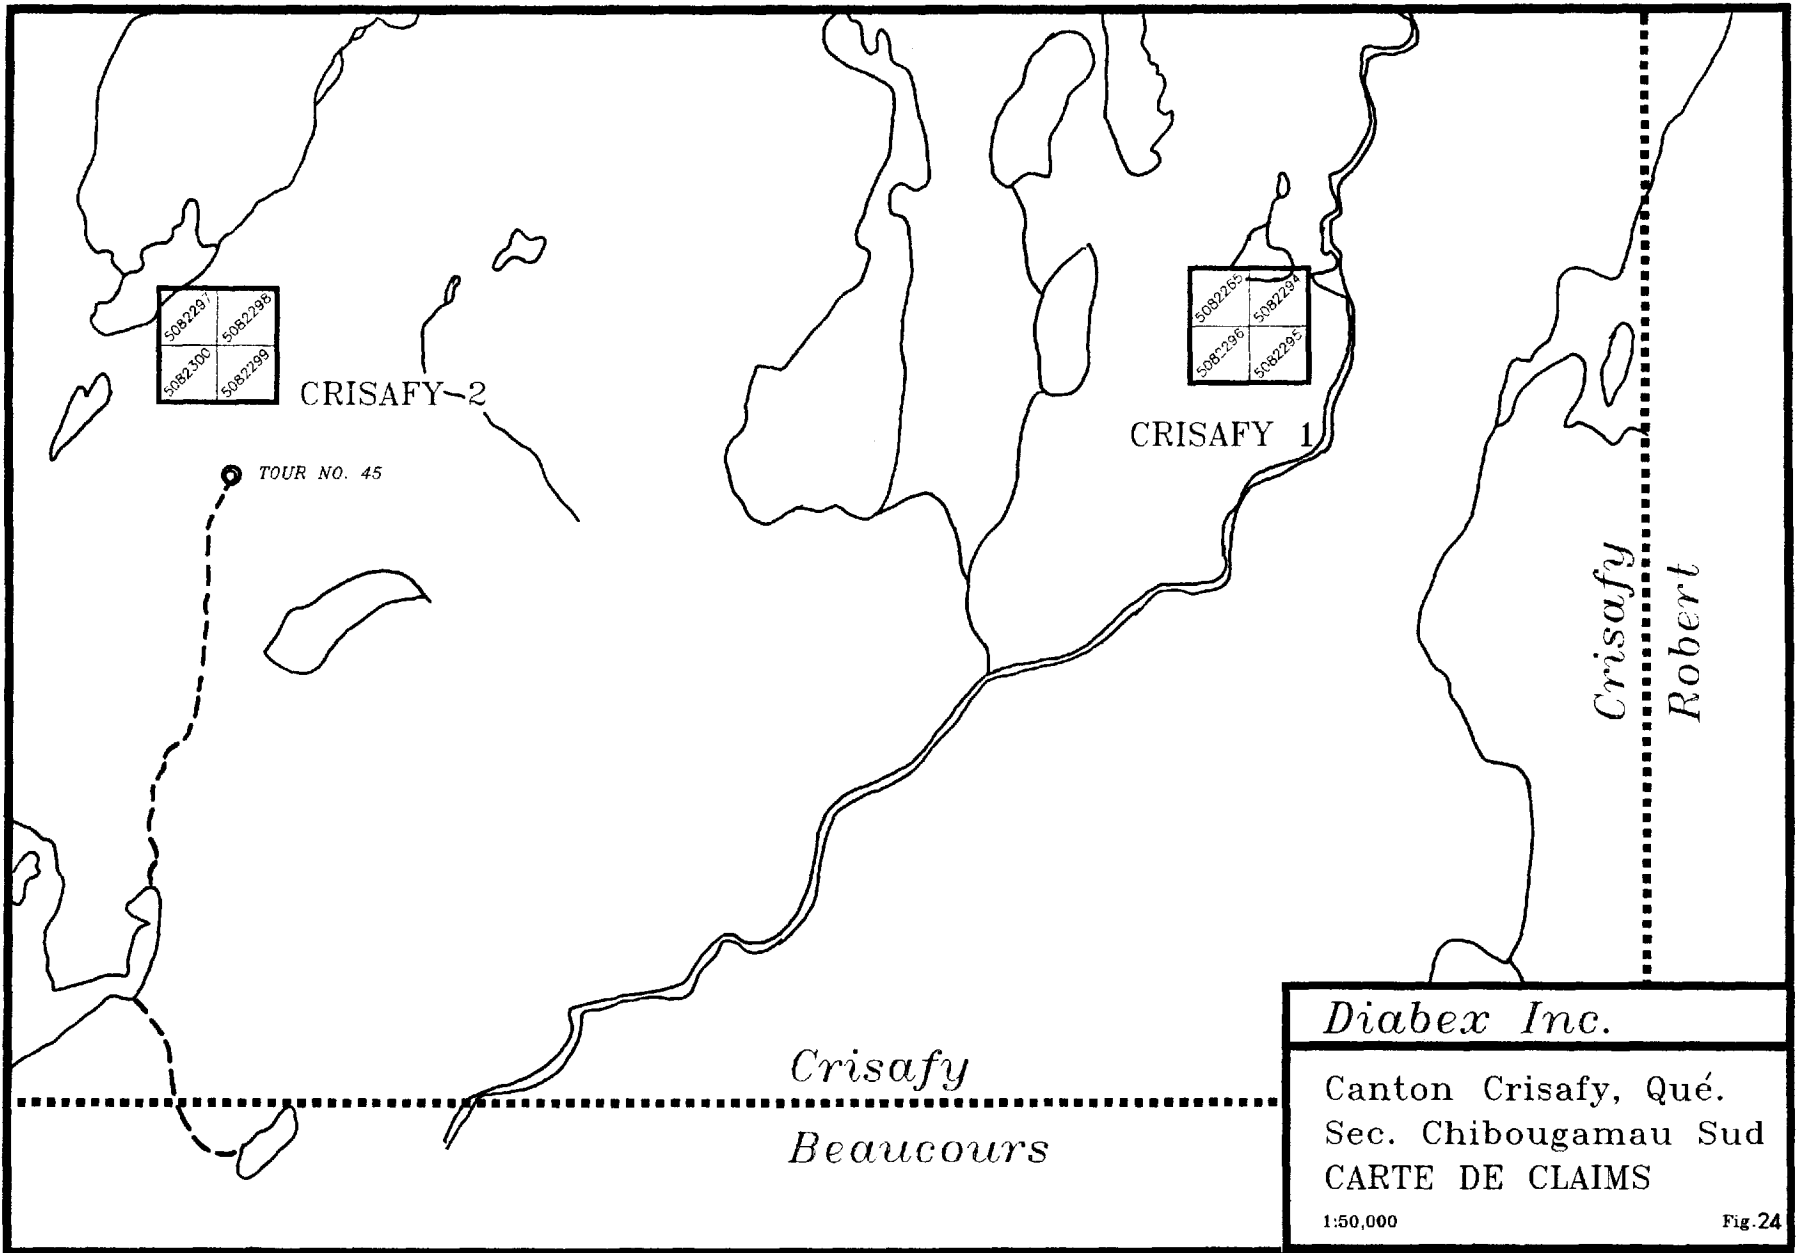 5082297
5082298
5082300
5082299
CRISAFY-2
5082265
5082294
5082295
CRISAFY 1
TOUR NO. 45
Crisafy
Robert
Crisafy
Beaucours
Diabex Inc.
Canton Crisafy, Qué.
Sec. Chibougamau Sud
CARTE DE CLAIMS
1:50,000
Fig.24